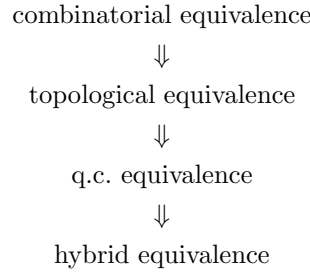 combinatorial equivalence
⇓
topological equivalence
⇓
q.c. equivalence
⇓
hybrid equivalence